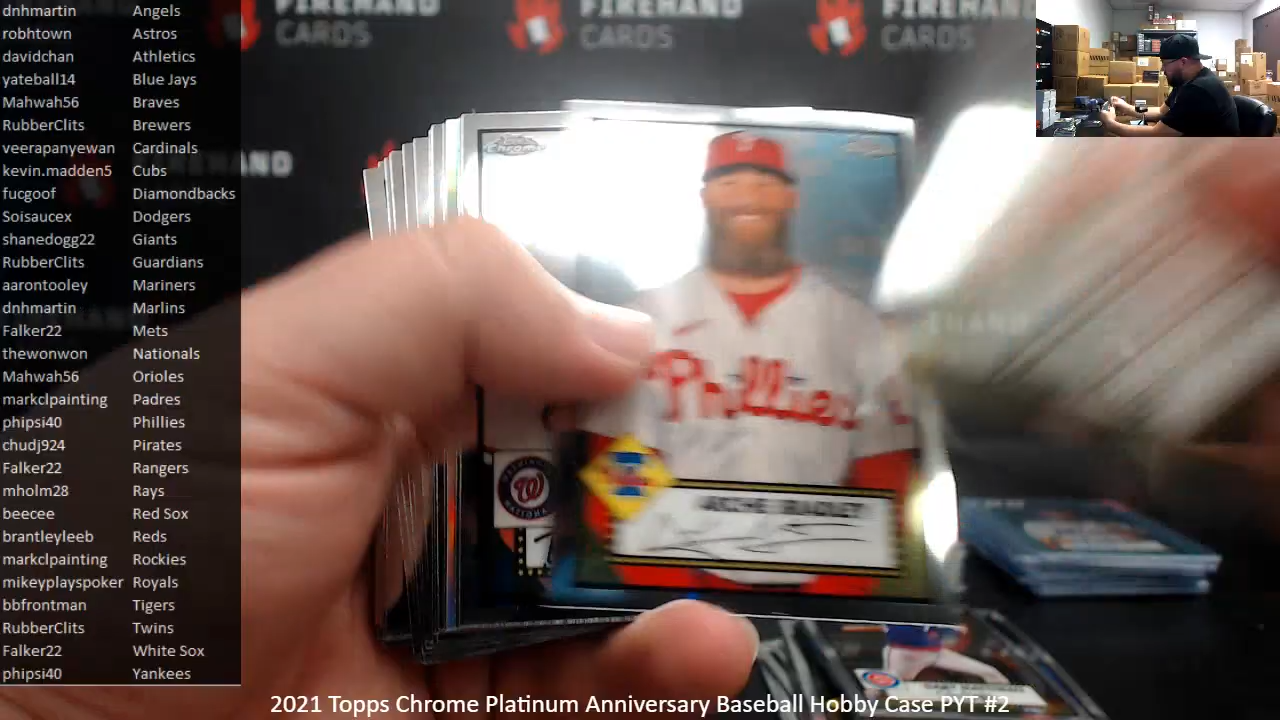 dnhmartin Angels
robhtown Astros
davidchan Athletics
yateball14 Blue Jays
Mahwah56 Braves
RubberClits Brewers
veerapanyewan Cardinals
kevin.madden5 Cubs
fucgoof Diamondbacks
Soisaucex Dodgers
shanedogg22 Giants
RubberClits Guardians
aarontooley Mariners
dnhmartin Marlins
Falker22 Mets
thewonwon Nationals
Mahwah56 Orioles
markclpainting Padres
phipsi40 Phillies
chudj924 Pirates
Falker22 Rangers
mholm28 Rays
beecee Red Sox
brantleyleeb Reds
markclpainting Rockies
mikeyplayspoker Royals
bbfrontman Tigers
RubberClits Twins
Falker22 White Sox
phipsi40 Yankees
FIREHAND CARDS
FIREHAND CARDS
FIREHAND CARDS
Chrome
Phillies
ARCHIE BRADLEY
2021 Topps Chrome Platinum Anniversary Baseball Hobby Case PYT #2